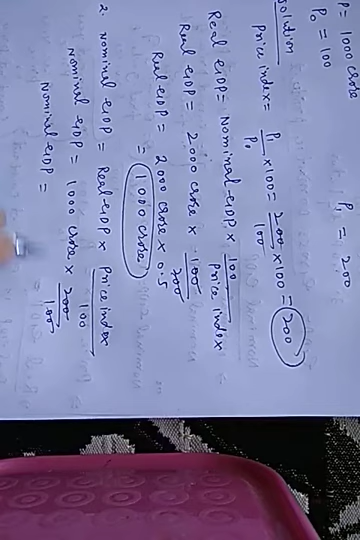 P = 1000 crore
P₀ = 100 P₁ = 200
solution
Price index = P₁/P₀ × 100 = 200/100 × 100 = 200
Real GDP = Nominal GDP × 100/Price index
Real GDP = 2000 crore × 100/200
Real GDP = 2000 crore × 0.5
= 1000 crore
2. Nominal GDP = Real GDP × Price index/100
Nominal GDP = 1000 crore × 200/100
Nominal GDP =